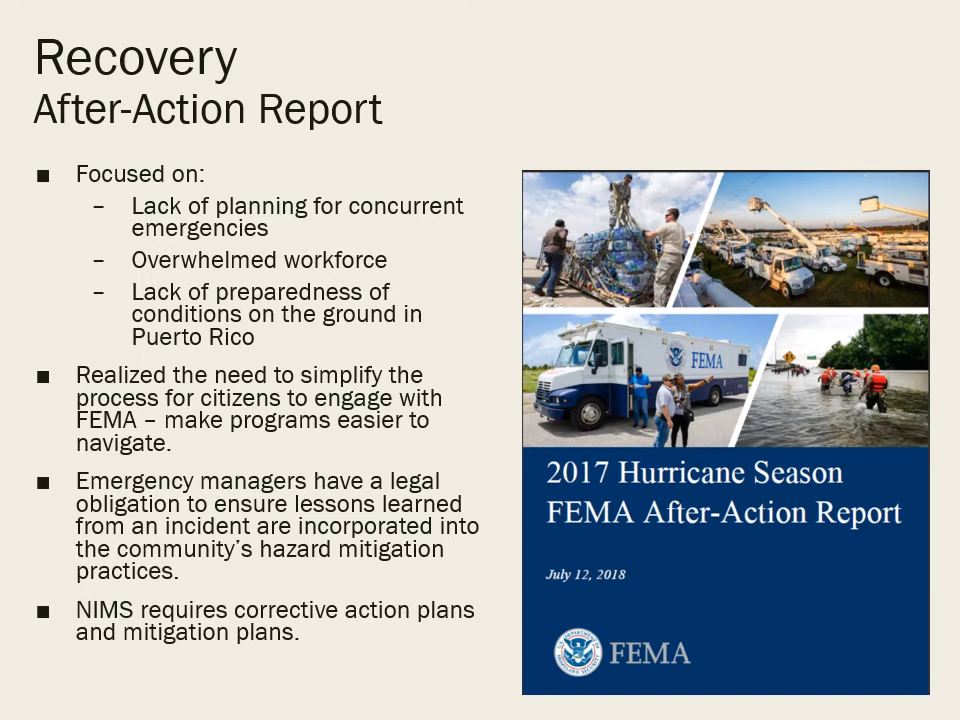 Recovery
After-Action Report
■ Focused on:
– Lack of planning for concurrent
emergencies
– Overwhelmed workforce
– Lack of preparedness of
conditions on the ground in
Puerto Rico
■ Realized the need to simplify the
process for citizens to engage with
FEMA – make programs easier to
navigate.
■ Emergency managers have a legal
obligation to ensure lessons learned
from an incident are incorporated into
the community's hazard mitigation
practices.
■ NIMS requires corrective action plans
and mitigation plans.
FEMA
2017 Hurricane Season
FEMA After-Action Report
July 12, 2018
FEMA